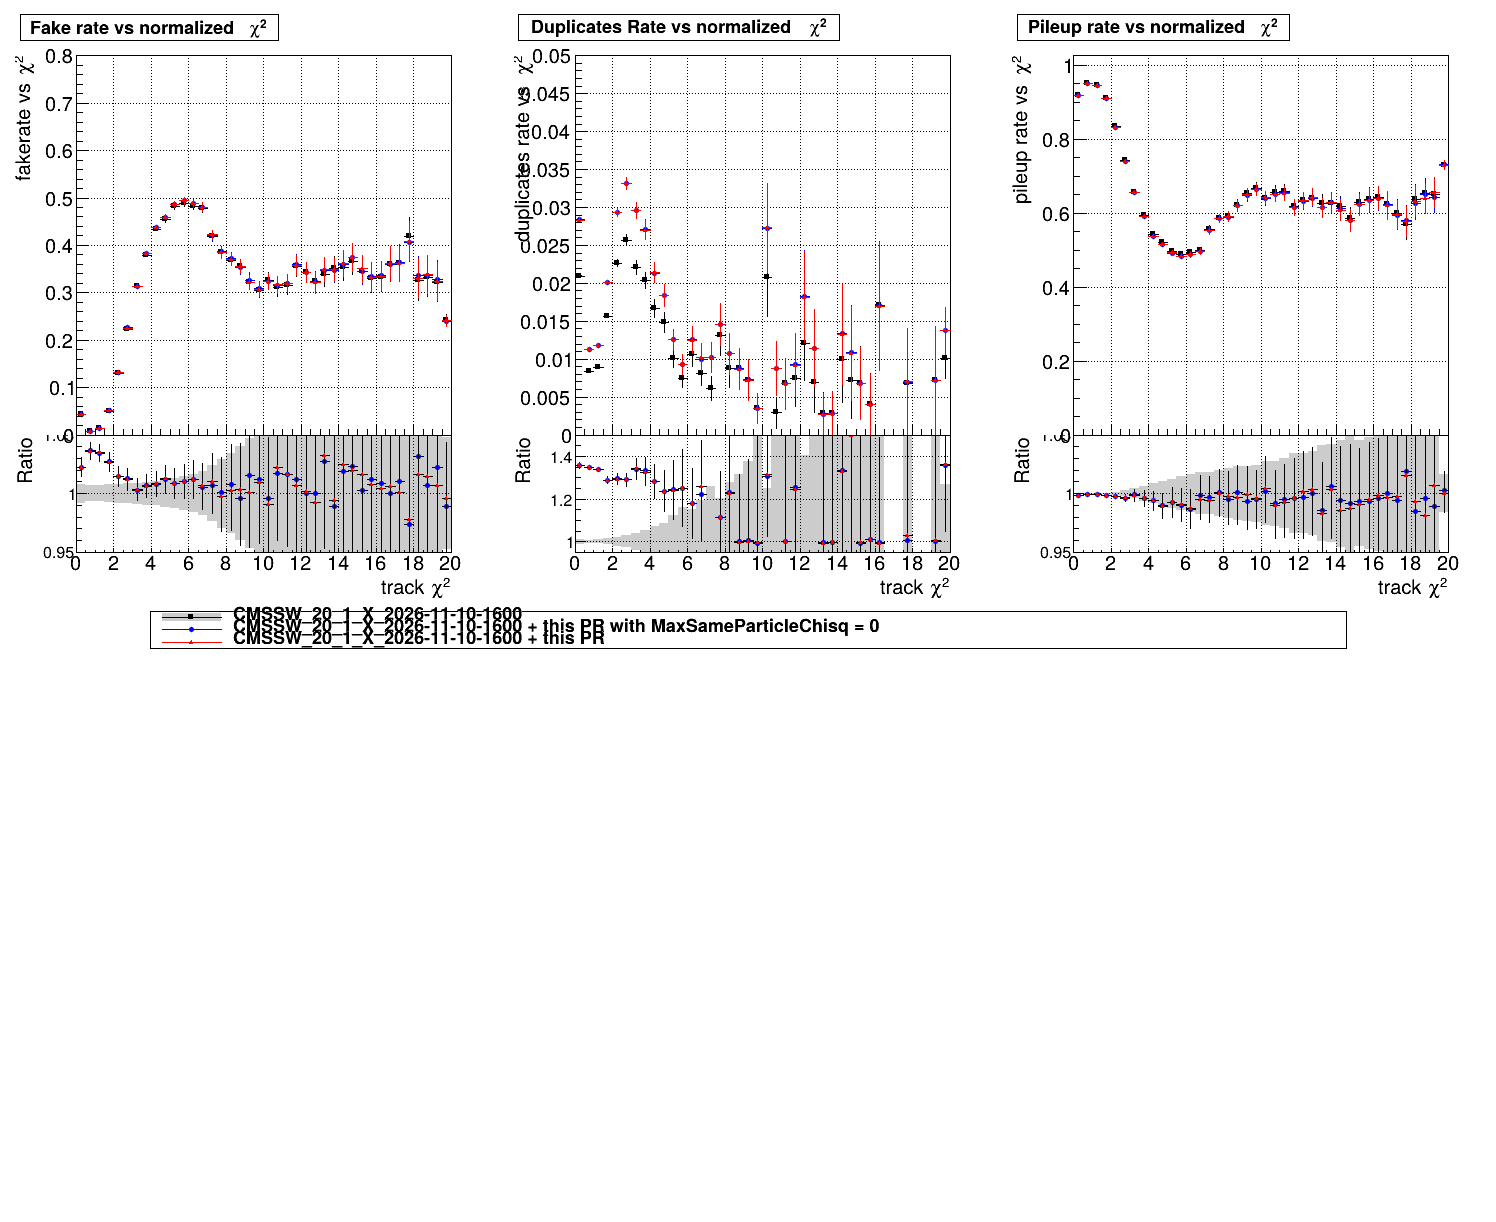 Fake rate vs normalized χ²
Duplicates Rate vs normalized χ²
Pileup rate vs normalized χ²
fakerate vs χ²
0.8
0.7
0.6
0.5
0.4
0.3
0.2
0.1
0
Ratio
1
0.95
0 2 4 6 8 10 12 14 16 18 20
track χ²
duplicates rate vs χ²
0.05
0.045
0.04
0.035
0.03
0.025
0.02
0.015
0.01
0.005
0
Ratio
1.4
1.2
1
0 2 4 6 8 10 12 14 16 18 20
track χ²
pileup rate vs χ²
1
0.8
0.6
0.4
0.2
0
Ratio
1
0.95
0 2 4 6 8 10 12 14 16 18 20
track χ²
CMSSW_20_1_X_2026-11-10-1600
CMSSW_20_1_X_2026-11-10-1600 + this PR with MaxSameParticleChisq = 0
CMSSW_20_1_X_2026-11-10-1600 + this PR